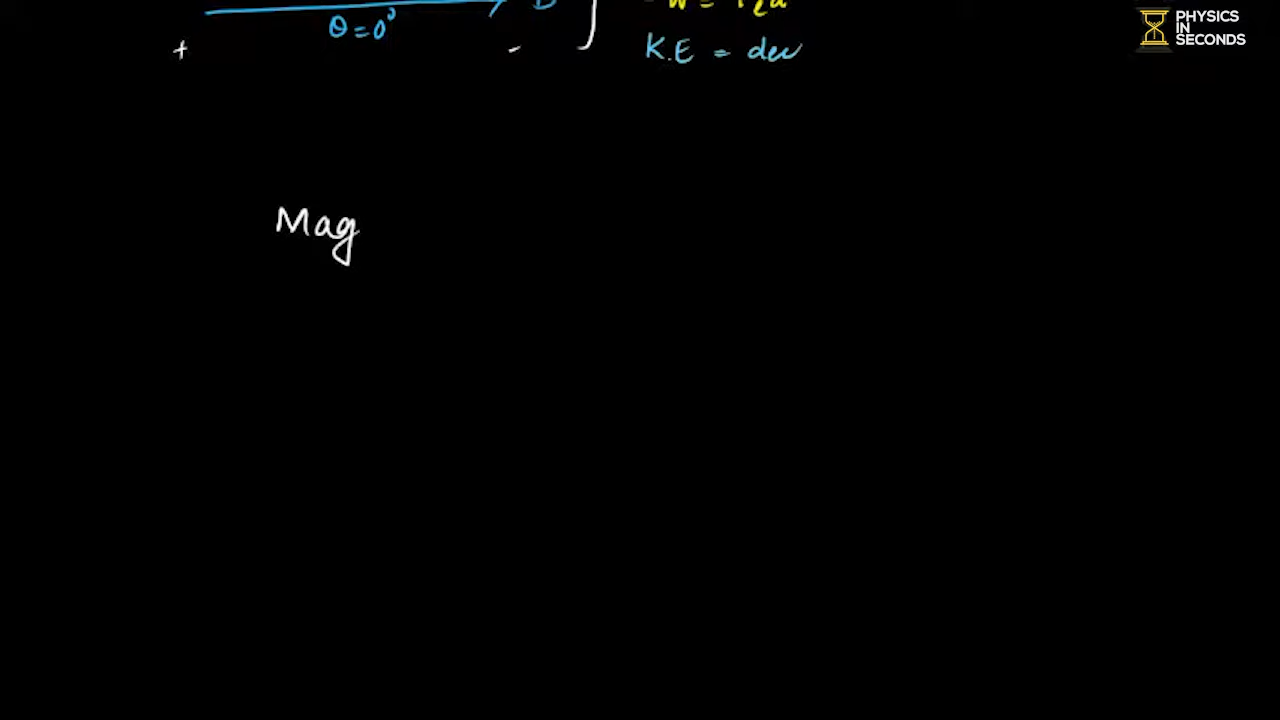 θ=0°
+ -
K.E = dec
Mag
PHYSICS
IN
SECONDS